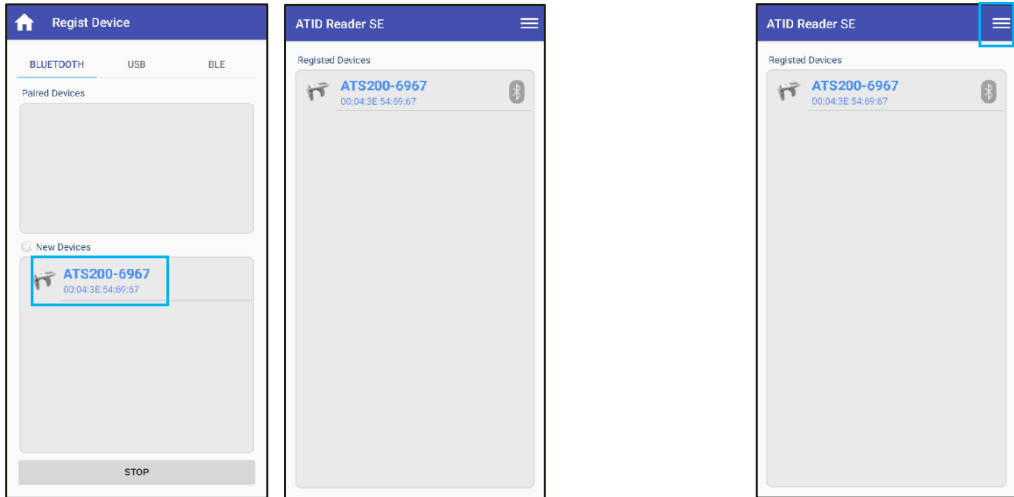 Regist Device
BLUETOOTH USB BLE
Paired Devices
New Devices
ATS200-6967
00:04:3E:54:69:67
STOP
ATID Reader SE
Registed Devices
ATS200-6967
00:04:3E:54:69:67
ATID Reader SE
Registed Devices
ATS200-6967
00:04:3E:54:69:67